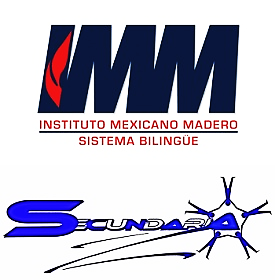 IMM
INSTITUTO MEXICANO MADERO
SISTEMA BILINGÜE
SECUNDARIA